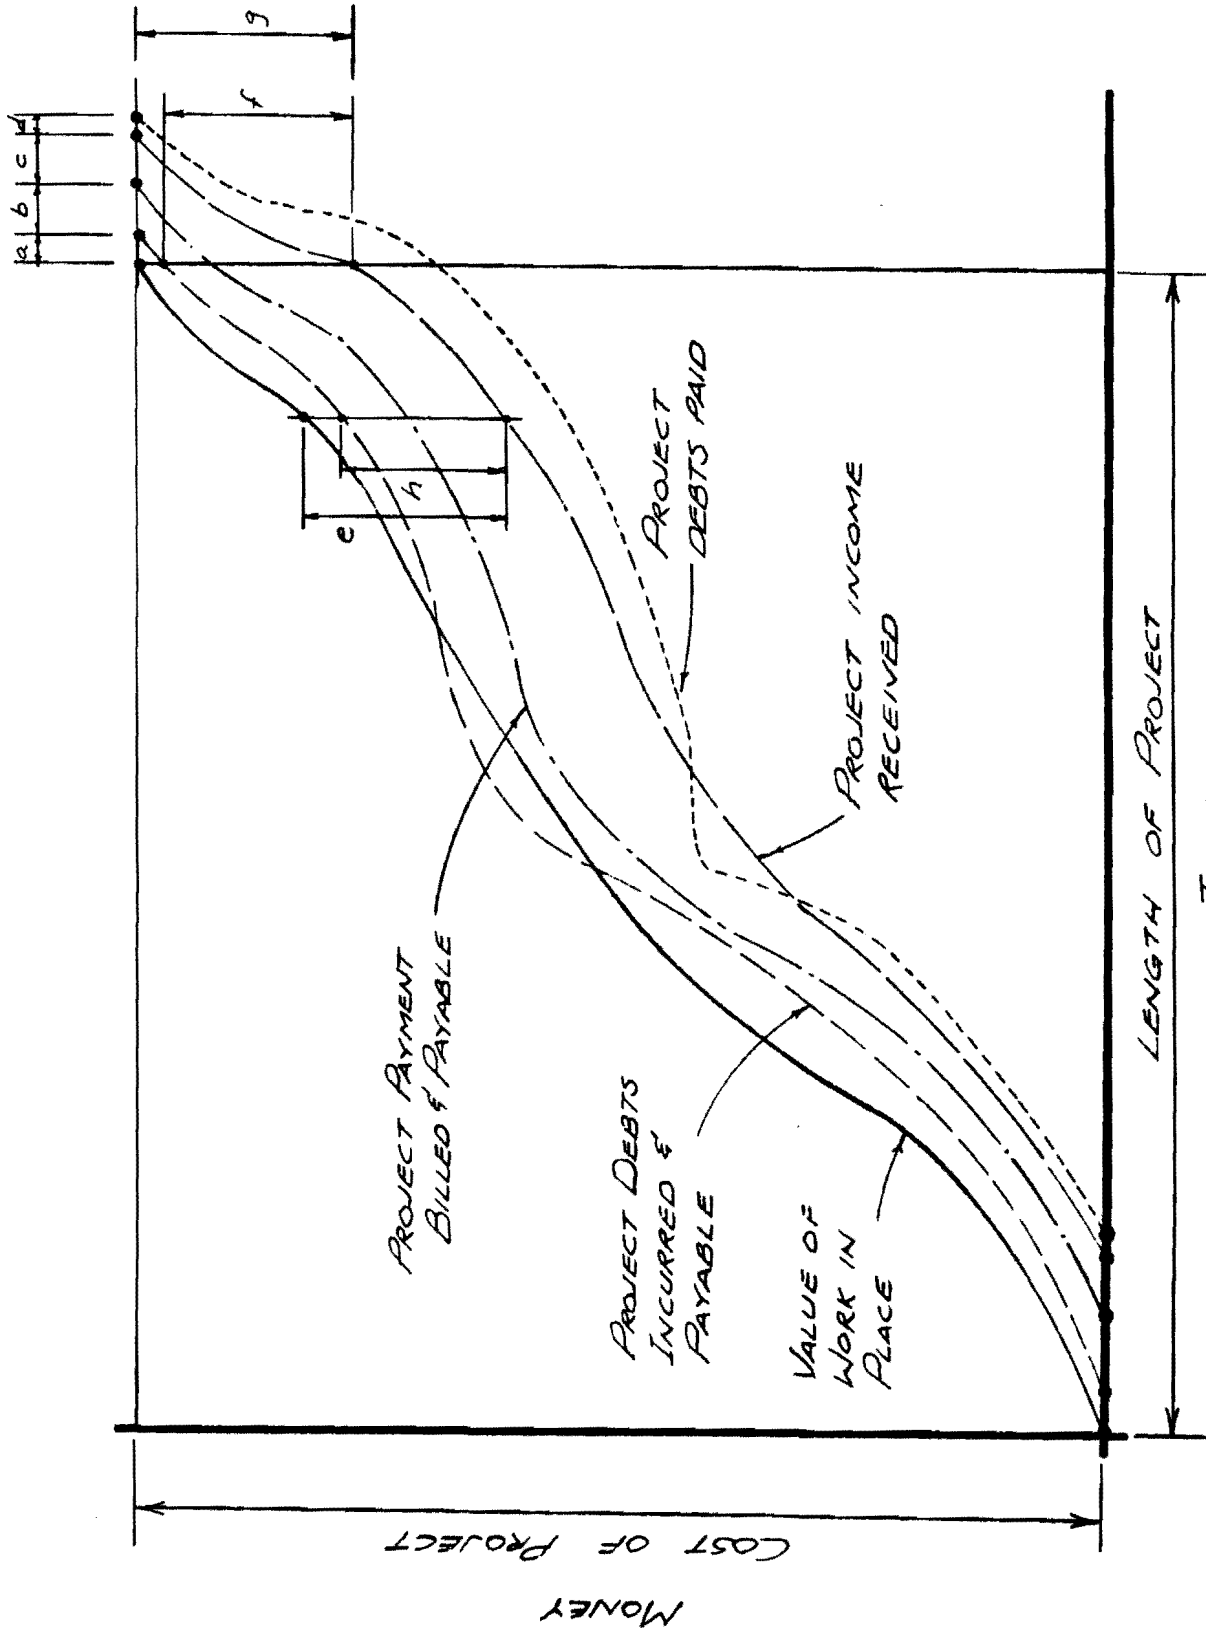 a
b
c
d
g
f
e
h
PROJECT PAYMENT
BILLED & PAYABLE
PROJECT DEBTS
INCURRED &
PAYABLE
VALUE OF
WORK IN
PLACE
PROJECT
DEBTS PAID
PROJECT INCOME
RECEIVED
LENGTH OF PROJECT
COST OF PROJECT
MONEY